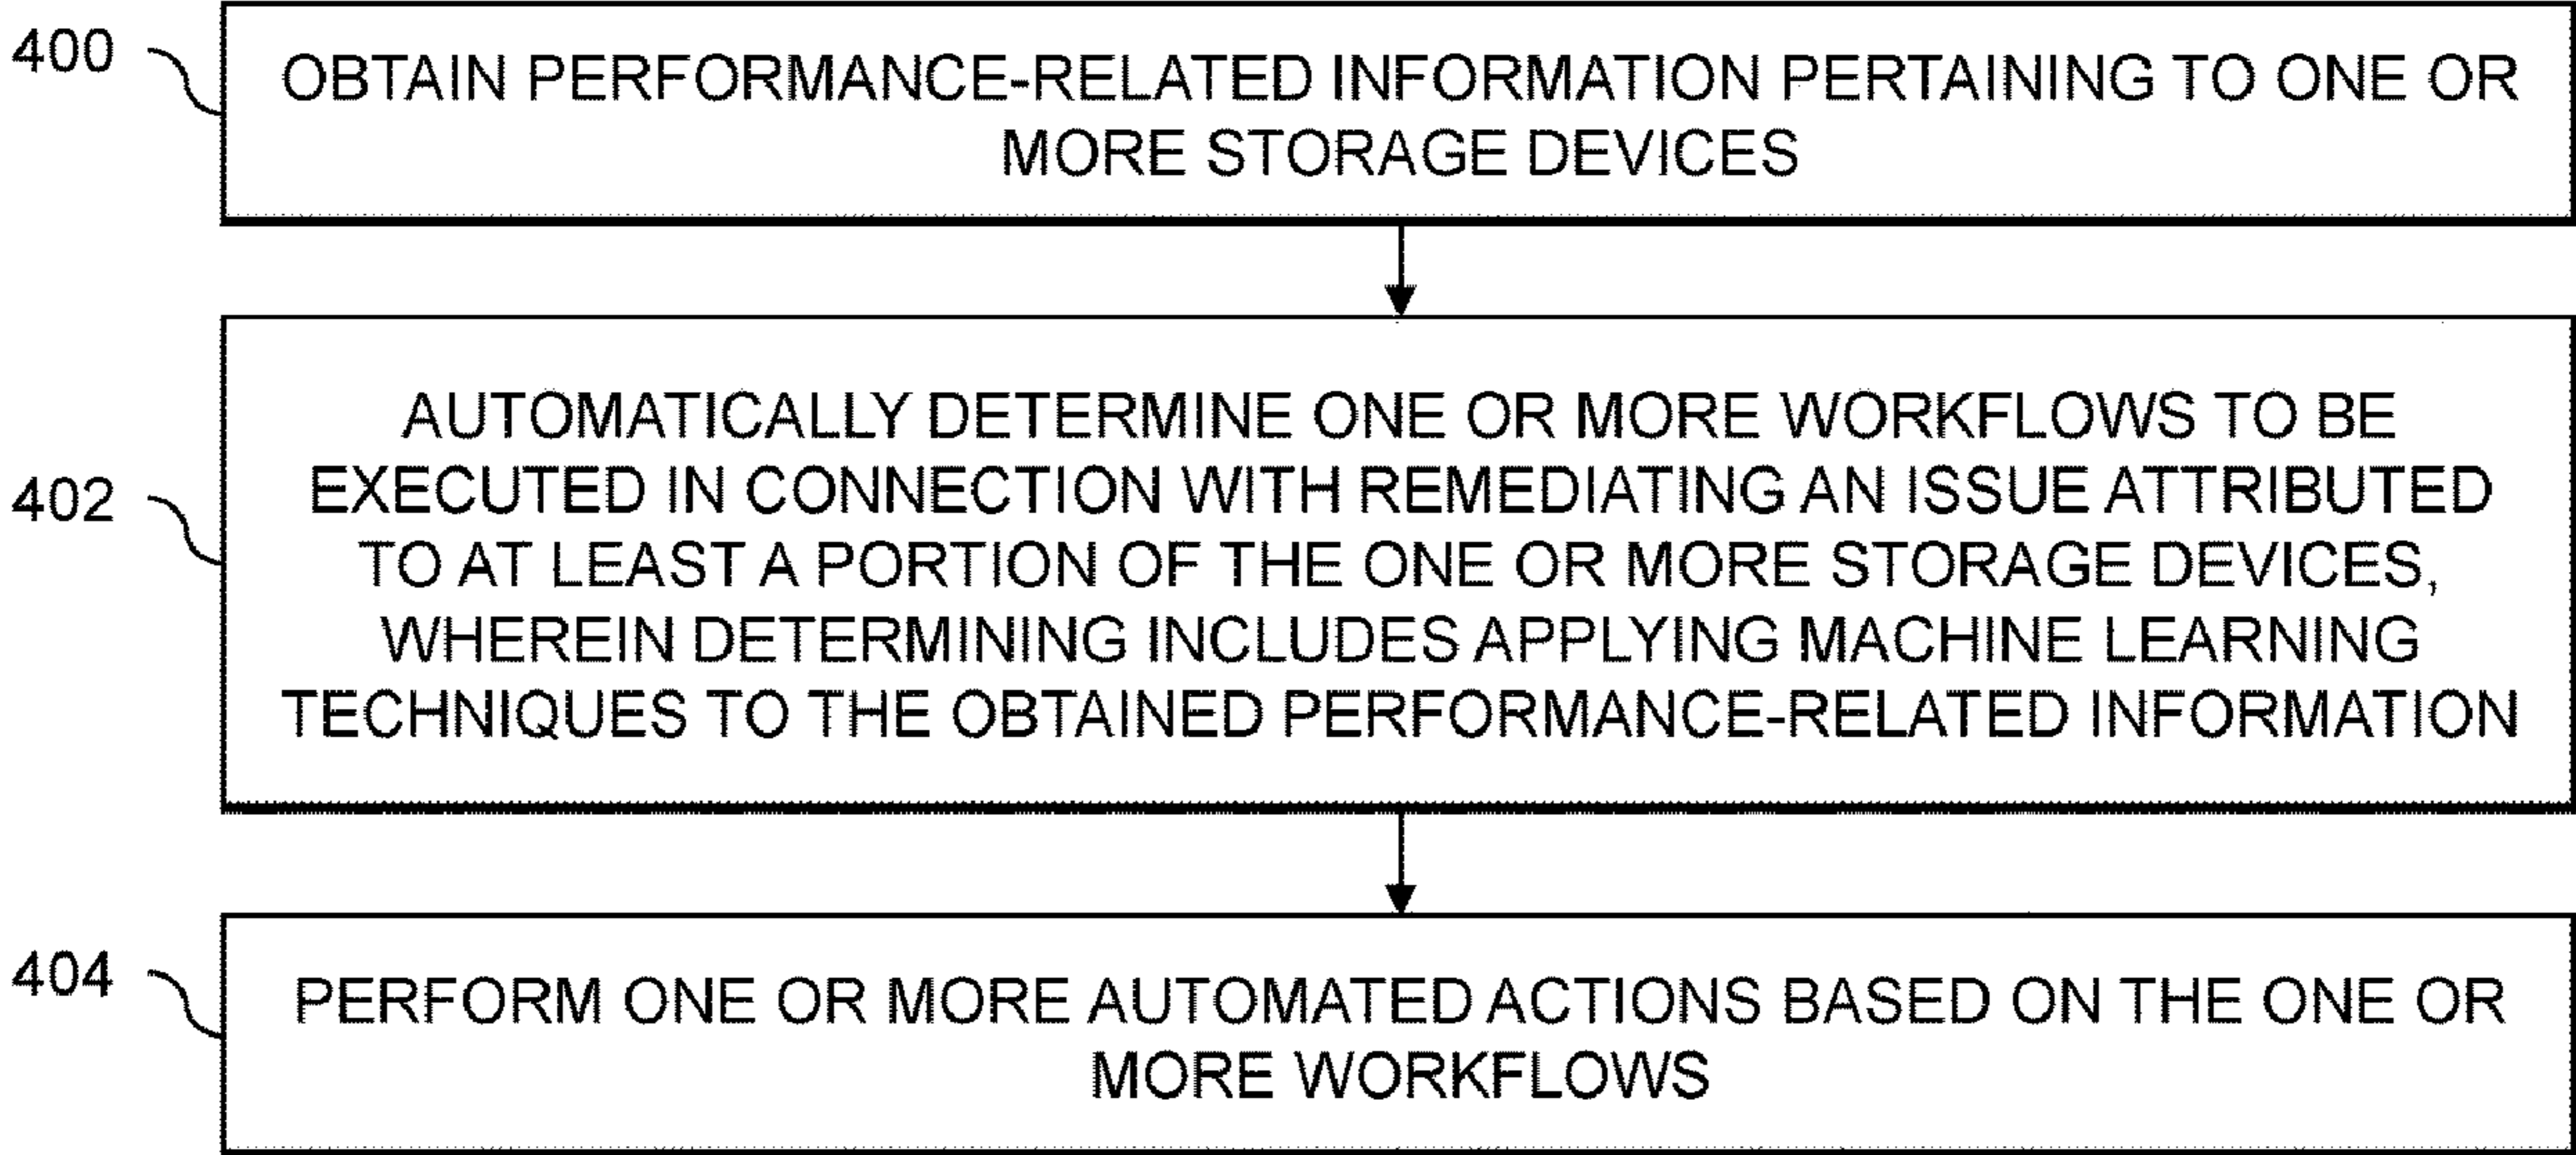 400
OBTAIN PERFORMANCE-RELATED INFORMATION PERTAINING TO ONE OR
MORE STORAGE DEVICES
402
AUTOMATICALLY DETERMINE ONE OR MORE WORKFLOWS TO BE
EXECUTED IN CONNECTION WITH REMEDIATING AN ISSUE ATTRIBUTED
TO AT LEAST A PORTION OF THE ONE OR MORE STORAGE DEVICES,
WHEREIN DETERMINING INCLUDES APPLYING MACHINE LEARNING
TECHNIQUES TO THE OBTAINED PERFORMANCE-RELATED INFORMATION
404
PERFORM ONE OR MORE AUTOMATED ACTIONS BASED ON THE ONE OR
MORE WORKFLOWS